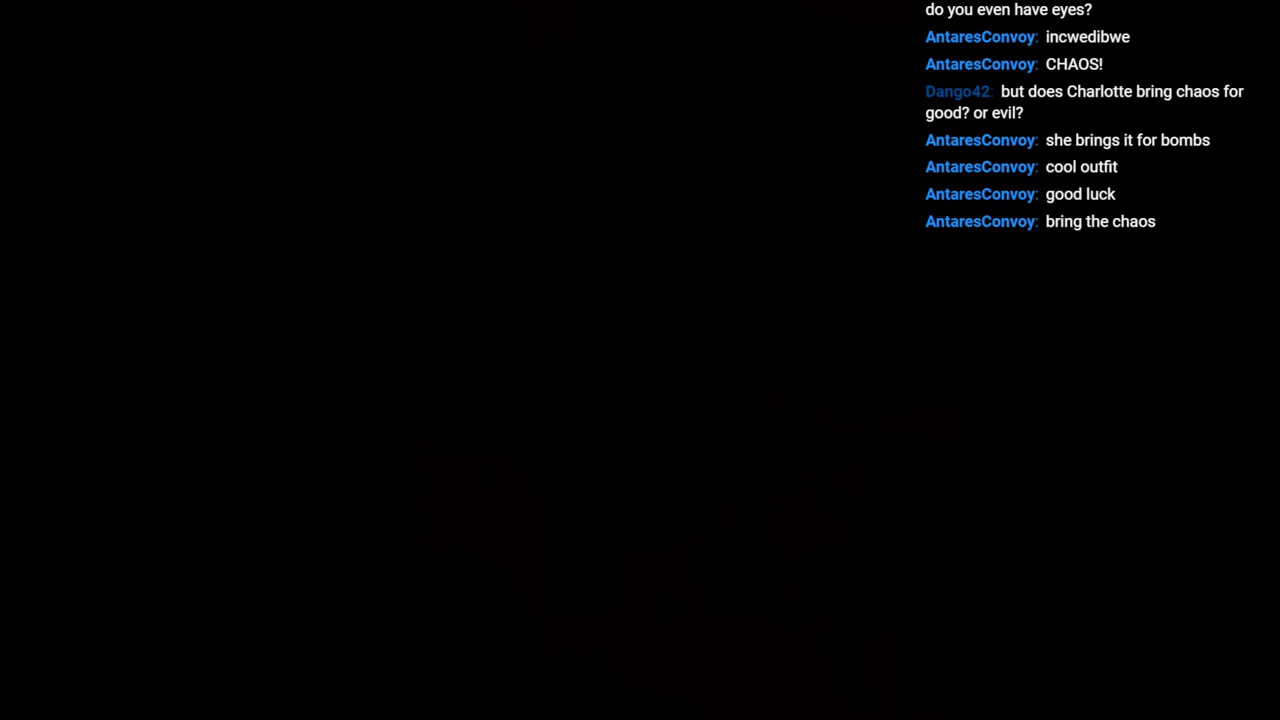 do you even have eyes?
AntaresConvoy: incwedibwe
AntaresConvoy: CHAOS!
Dango42: but does Charlotte bring chaos for
good? or evil?
AntaresConvoy: she brings it for bombs
AntaresConvoy: cool outfit
AntaresConvoy: good luck
AntaresConvoy: bring the chaos